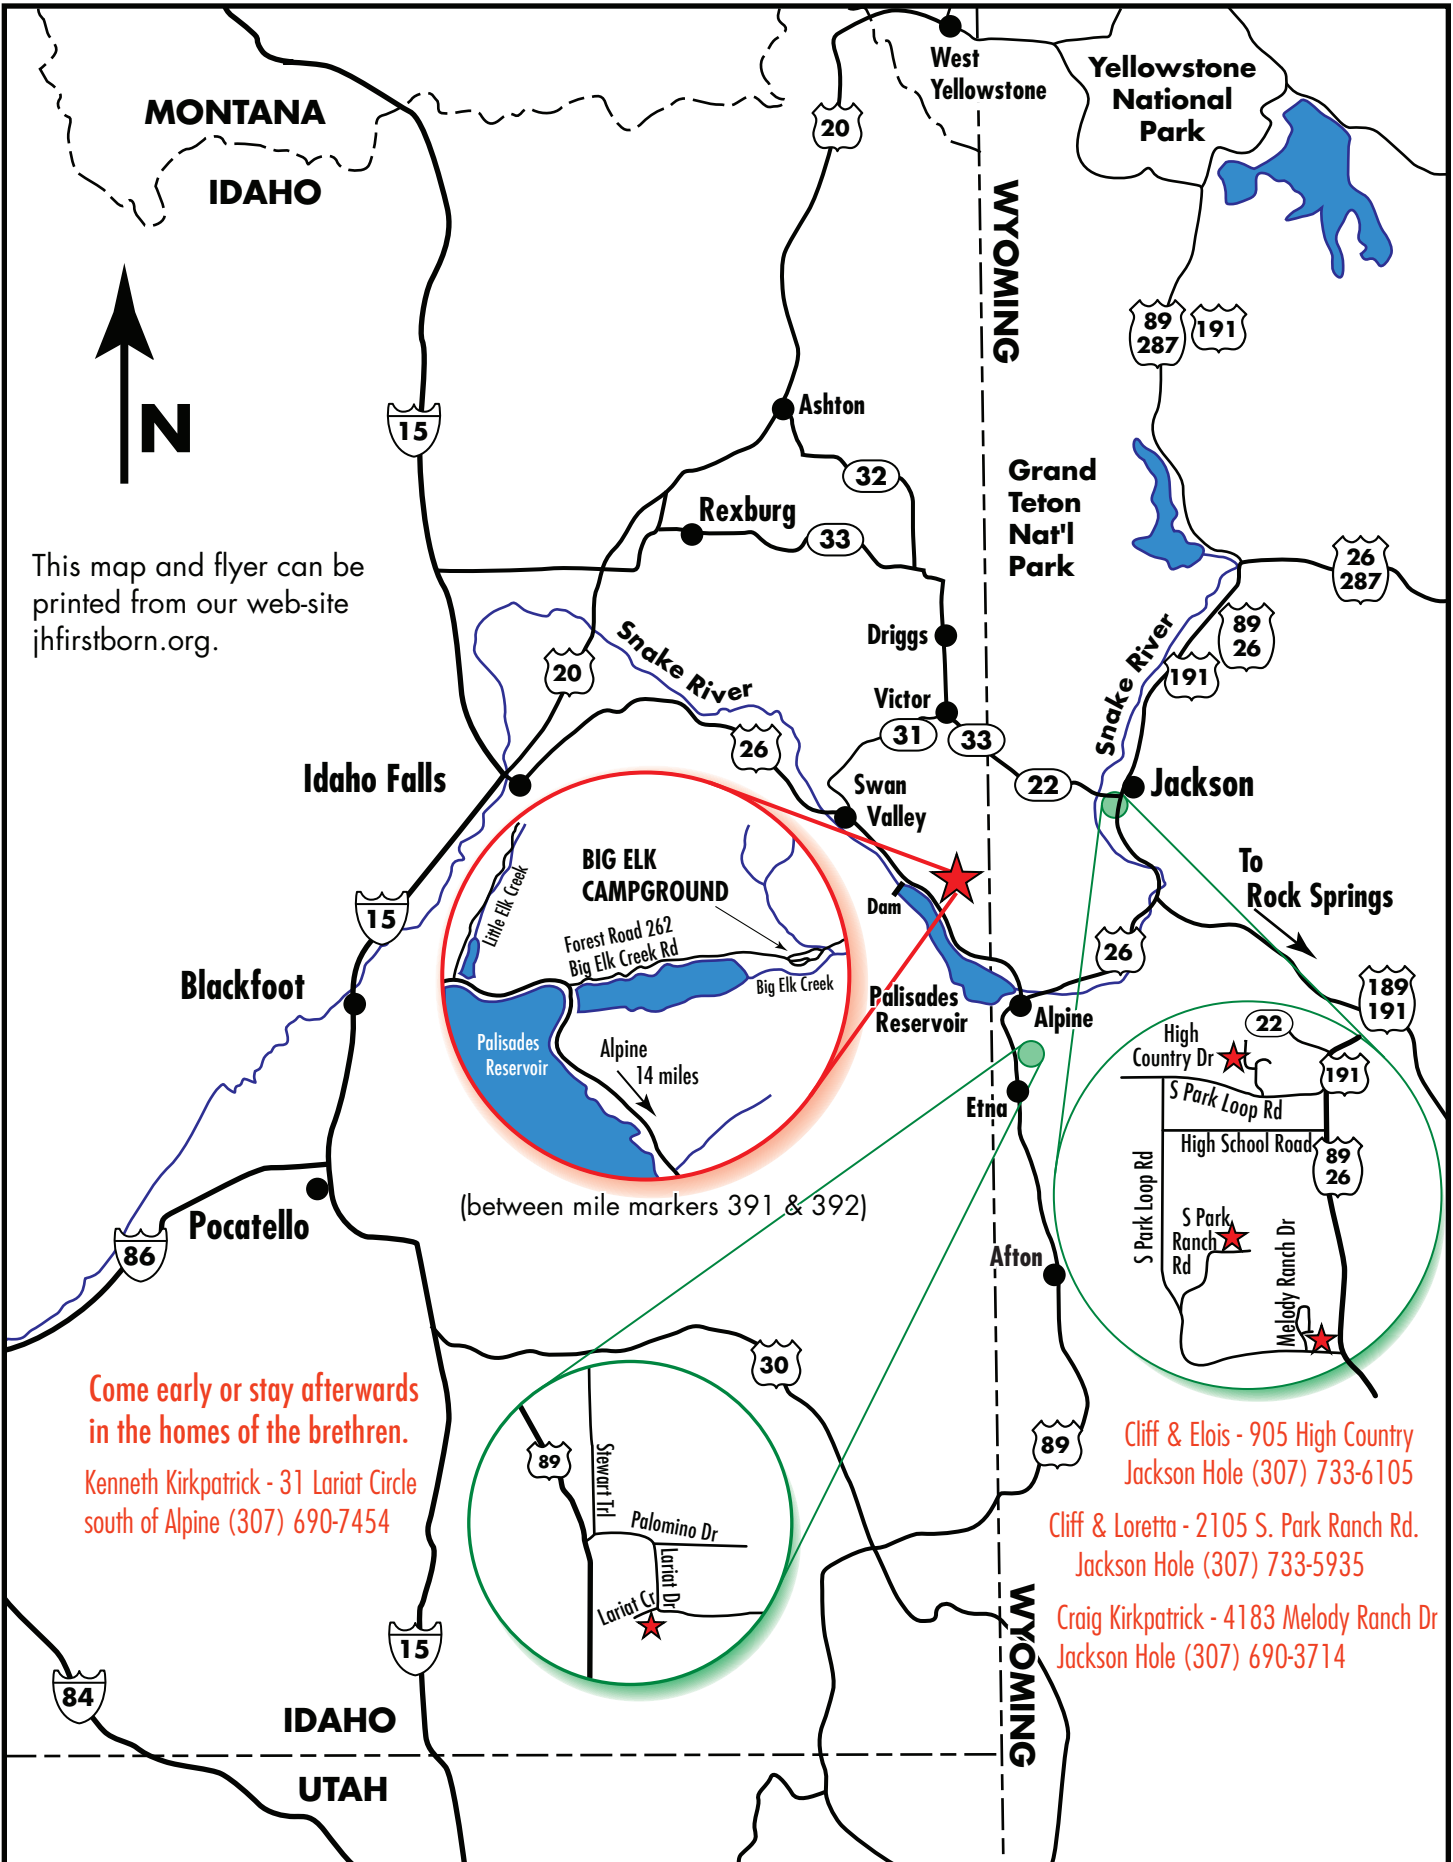 West
Yellowstone
Yellowstone
National
Park
MONTANA
IDAHO
20
WYOMING
89
287
191
N
15
Ashton
32
Grand
Teton
Nat'l
Park
Rexburg
33
26
287
This map and flyer can be
printed from our web-site
jhfirstborn.org.
Snake River
20
Driggs
89
26
191
Snake River
Victor
31
33
26
22
Idaho Falls
Jackson
Swan
Valley
To
Rock Springs
BIG ELK
CAMPGROUND
Little Elk Creek
Forest Road 262
Big Elk Creek Rd
Big Elk Creek
Dam
15
26
Blackfoot
Palisades
Reservoir
Alpine
189
191
Palisades
Reservoir
Alpine
14 miles
Etna
22
High
Country Dr
191
S Park Loop Rd
High School Road
89
26
S Park Loop Rd
S Park
Ranch
Rd
Melody Ranch Dr
(between mile markers 391 & 392)
Pocatello
86
Afton
30
Come early or stay afterwards
in the homes of the brethren.
Kenneth Kirkpatrick - 31 Lariat Circle
south of Alpine (307) 690-7454
89
Stewart Trl
Palomino Dr
Lariat Dr
Lariat Cr
89
Cliff & Elois - 905 High Country
Jackson Hole (307) 733-6105
Cliff & Loretta - 2105 S. Park Ranch Rd.
Jackson Hole (307) 733-5935
Craig Kirkpatrick - 4183 Melody Ranch Dr
Jackson Hole (307) 690-3714
15
84
WYOMING
IDAHO
UTAH